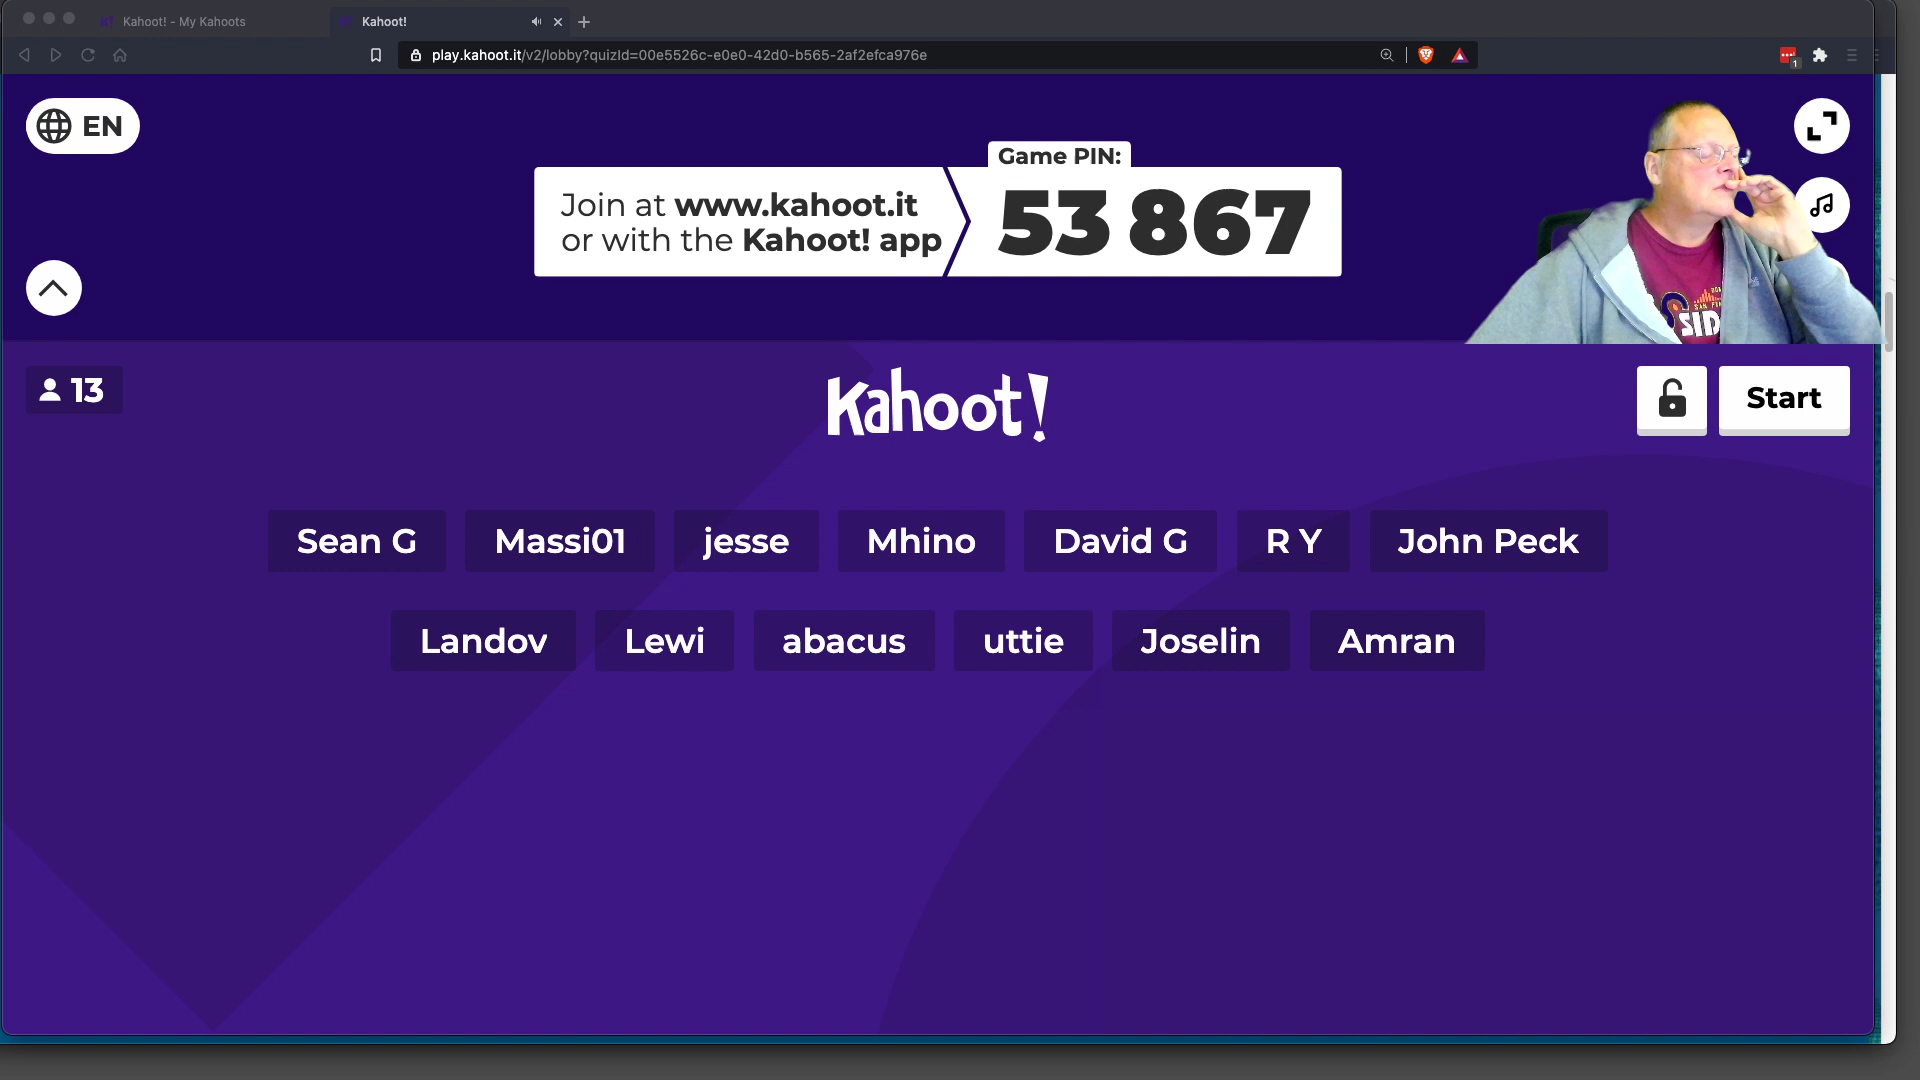 Kahoot! - My Kahoots
Kahoot!
play.kahoot.it/v2/lobby?quizId=00e5526c-e0e0-42d0-b565-2af2efca976e
1
EN
Game PIN:
Join at www.kahoot.it
or with the Kahoot! app
53 867
13
Kahoot!
Start
Sean G
Massi01
jesse
Mhino
David G
R Y
John Peck
Landov
Lewi
abacus
uttie
Joselin
Amran